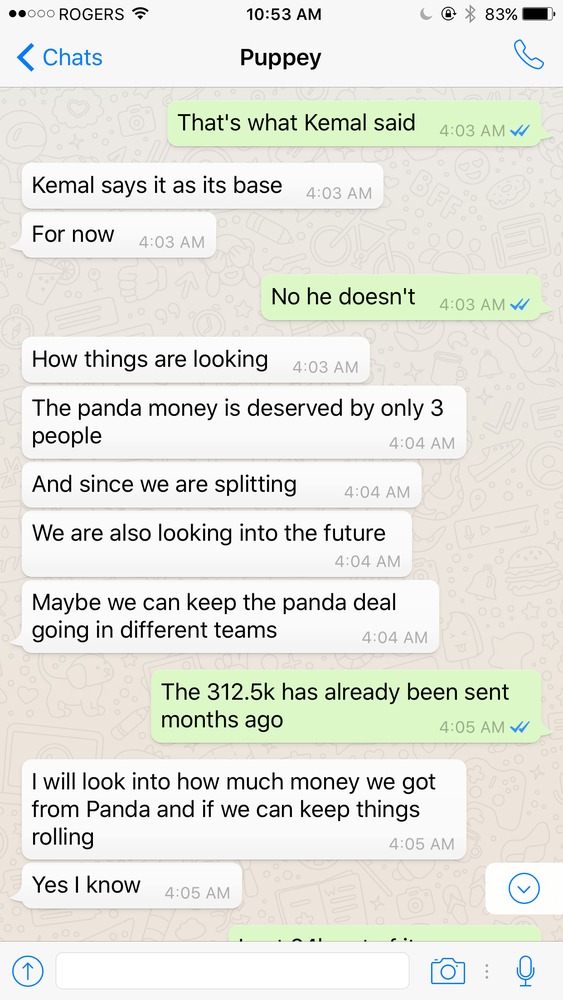 ROGERS 10:53 AM 83%
Chats Puppey
That's what Kemal said 4:03 AM
Kemal says it as its base 4:03 AM
For now 4:03 AM
No he doesn't 4:03 AM
How things are looking 4:03 AM
The panda money is deserved by only 3
people 4:04 AM
And since we are splitting 4:04 AM
We are also looking into the future
4:04 AM
Maybe we can keep the panda deal
going in different teams 4:04 AM
The 312.5k has already been sent
months ago 4:05 AM
I will look into how much money we got
from Panda and if we can keep things
rolling 4:05 AM
Yes I know 4:05 AM